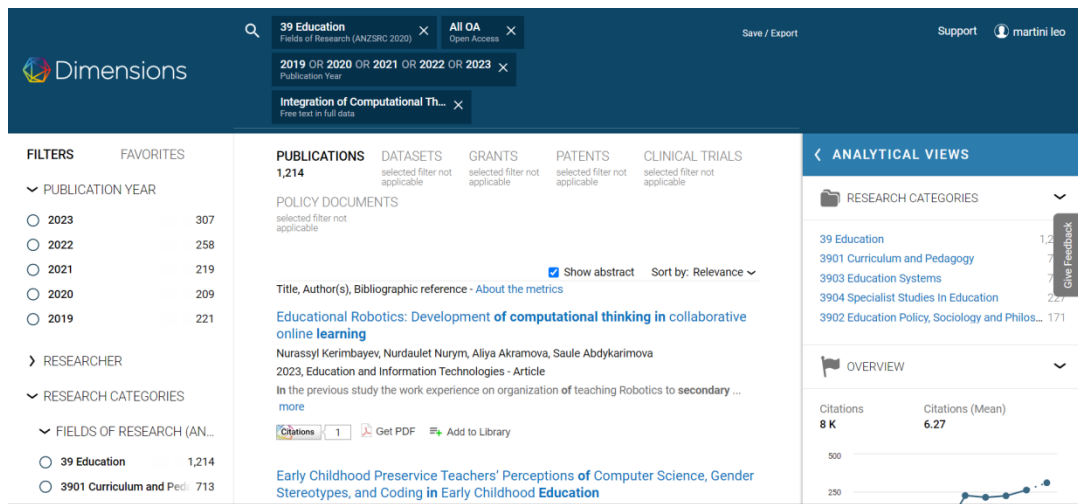 39 Education
Fields of Research (ANZSRC 2020)
All OA
Open Access
Save / Export
Support
martini leo
Dimensions
2019 OR 2020 OR 2021 OR 2022 OR 2023
Publication Year
Integration of Computational Th...
Free text in full data
FILTERS
FAVORITES
PUBLICATION YEAR
2023 307
2022 258
2021 219
2020 209
2019 221
RESEARCHER
RESEARCH CATEGORIES
FIELDS OF RESEARCH (AN...
39 Education 1,214
3901 Curriculum and Ped 713
PUBLICATIONS
1,214
DATASETS
selected filter not
applicable
GRANTS
selected filter not
applicable
PATENTS
selected filter not
applicable
CLINICAL TRIALS
selected filter not
applicable
POLICY DOCUMENTS
selected filter not
applicable
Show abstract
Sort by: Relevance
Title, Author(s), Bibliographic reference - About the metrics
Educational Robotics: Development of computational thinking in collaborative
online learning
Nurassyl Kerimbayev, Nurdaulet Nurym, Aliya Akramova, Saule Abdykarimova
2023, Education and Information Technologies - Article
In the previous study the work experience on organization of teaching Robotics to secondary ...
more
Citations 1
Get PDF
Add to Library
Early Childhood Preservice Teachers' Perceptions of Computer Science, Gender
Stereotypes, and Coding in Early Childhood Education
ANALYTICAL VIEWS
RESEARCH CATEGORIES
39 Education
3901 Curriculum and Pedagogy
3903 Education Systems
3904 Specialist Studies In Education 227
3902 Education Policy, Sociology and Philos... 171
Give Feedback
OVERVIEW
Citations
8 K
Citations (Mean)
6.27
500
250